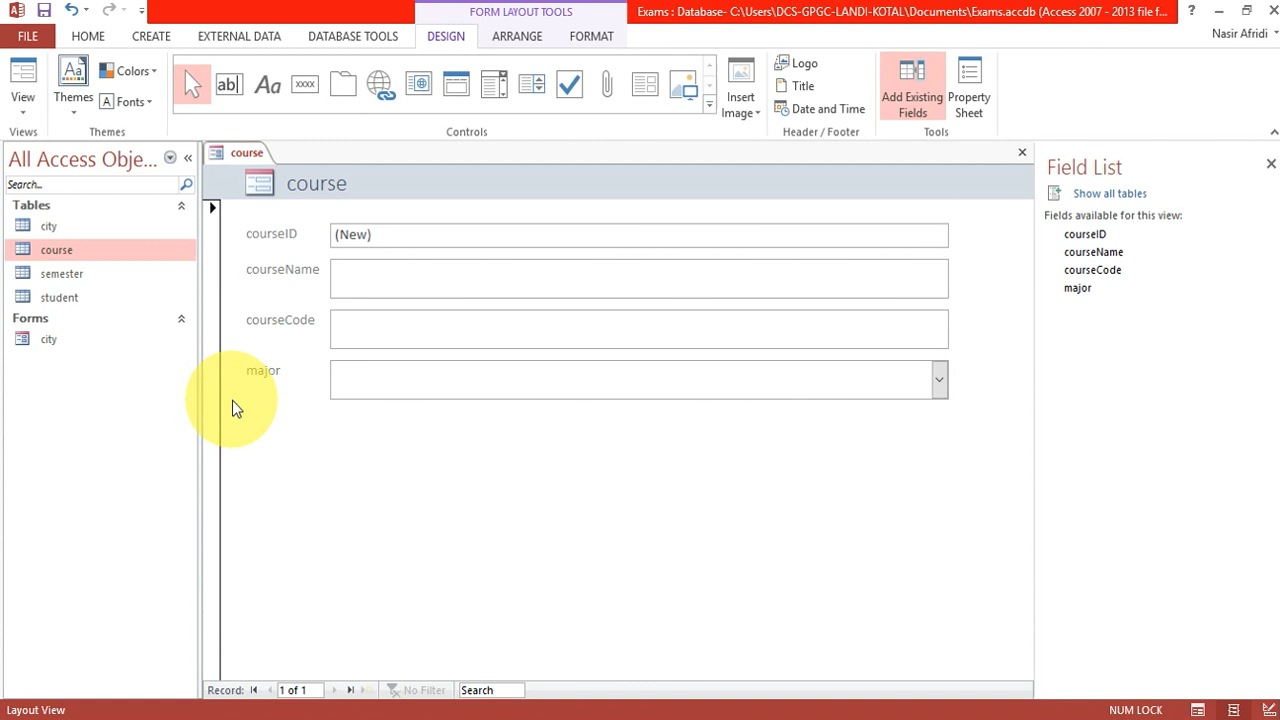 FORM LAYOUT TOOLS
Exams : Database- C:\Users\DCS-GPGC-LANDI-KOTAL\Documents\Exams.accdb (Access 2007 - 2013 file f...
?
FILE HOME CREATE EXTERNAL DATA DATABASE TOOLS DESIGN ARRANGE FORMAT
Nasir Afridi
View
Views
Aa
Themes
Colors
Fonts
Themes
ab|
Aa
XXXX
Controls
Insert
Image
Logo
Title
Date and Time
Header / Footer
Add Existing
Fields
Property
Sheet
Tools
All Access Obje...
Search...
Tables
city
course
semester
student
Forms
city
course
course
courseID (New)
courseName
courseCode
major
Record: 1 of 1 No Filter Search
Field List
Show all tables
Fields available for this view:
courseID
courseName
courseCode
major
Layout View
NUM LOCK